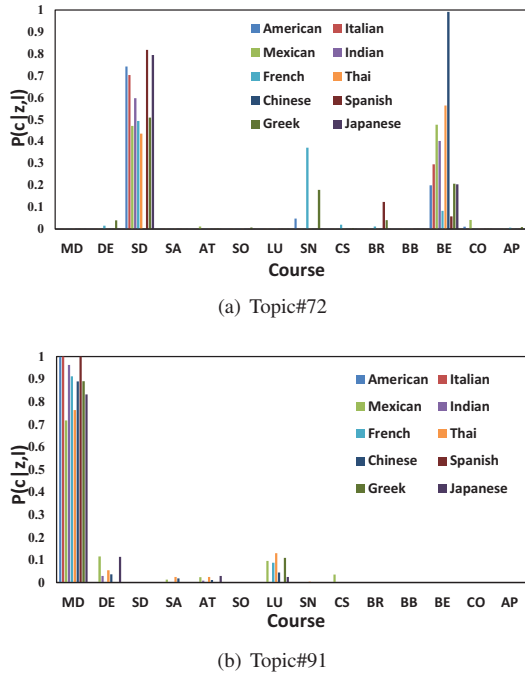 1
0.9
0.8
0.7
0.6
0.5
0.4
0.3
0.2
0.1
0
P(c|z,l)
American Italian
Mexican Indian
French Thai
Chinese Spanish
Greek Japanese
MD DE SD SA AT SO LU SN CS BR BB BE CO AP
Course
(a) Topic#72
1
0.9
0.8
0.7
0.6
0.5
0.4
0.3
0.2
0.1
0
P(c|z,l)
American Italian
Mexican Indian
French Thai
Chinese Spanish
Greek Japanese
MD DE SD SA AT SO LU SN CS BR BB BE CO AP
Course
(b) Topic#91